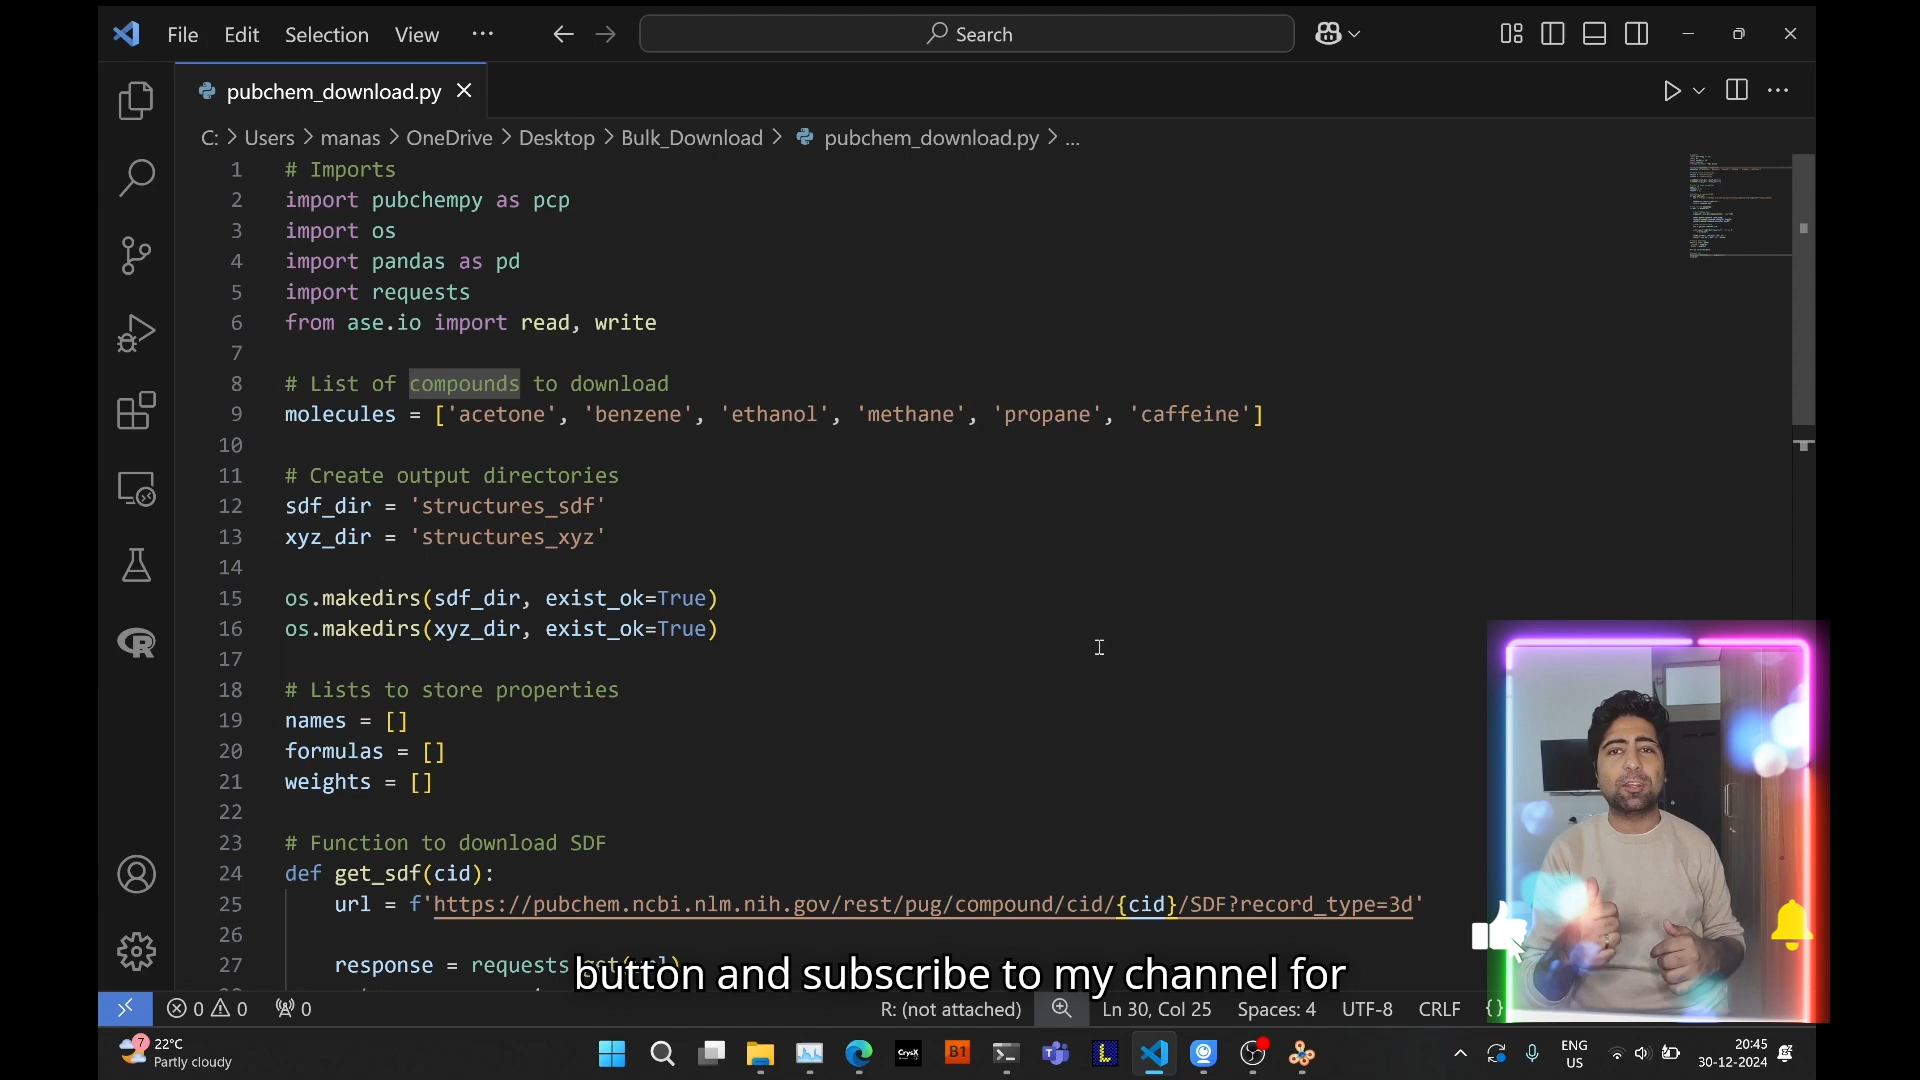 File Edit Selection View ··· Search
pubchem_download.py
C: > Users > manas > OneDrive > Desktop > Bulk_Download > pubchem_download.py > ...
1 # Imports
2 import pubchempy as pcp
3 import os
4 import pandas as pd
5 import requests
6 from ase.io import read, write
7
8 # List of compounds to download
9 molecules = ['acetone', 'benzene', 'ethanol', 'methane', 'propane', 'caffeine']
10
11 # Create output directories
12 sdf_dir = 'structures_sdf'
13 xyz_dir = 'structures_xyz'
14
15 os.makedirs(sdf_dir, exist_ok=True)
16 os.makedirs(xyz_dir, exist_ok=True)
17
18 # Lists to store properties
19 names = []
20 formulas = []
21 weights = []
22
23 # Function to download SDF
24 def get_sdf(cid):
25 url = f'https://pubchem.ncbi.nlm.nih.gov/rest/pug/compound/cid/{cid}/SDF?record_type=3d'
26
27 response = requests
button and subscribe to my channel for
0 0 0 R: (not attached) Ln 30, Col 25 Spaces: 4 UTF-8 CRLF {}
7 22°C
Partly cloudy
CrysX B1 L
ENG
US
20:45
30-12-2024